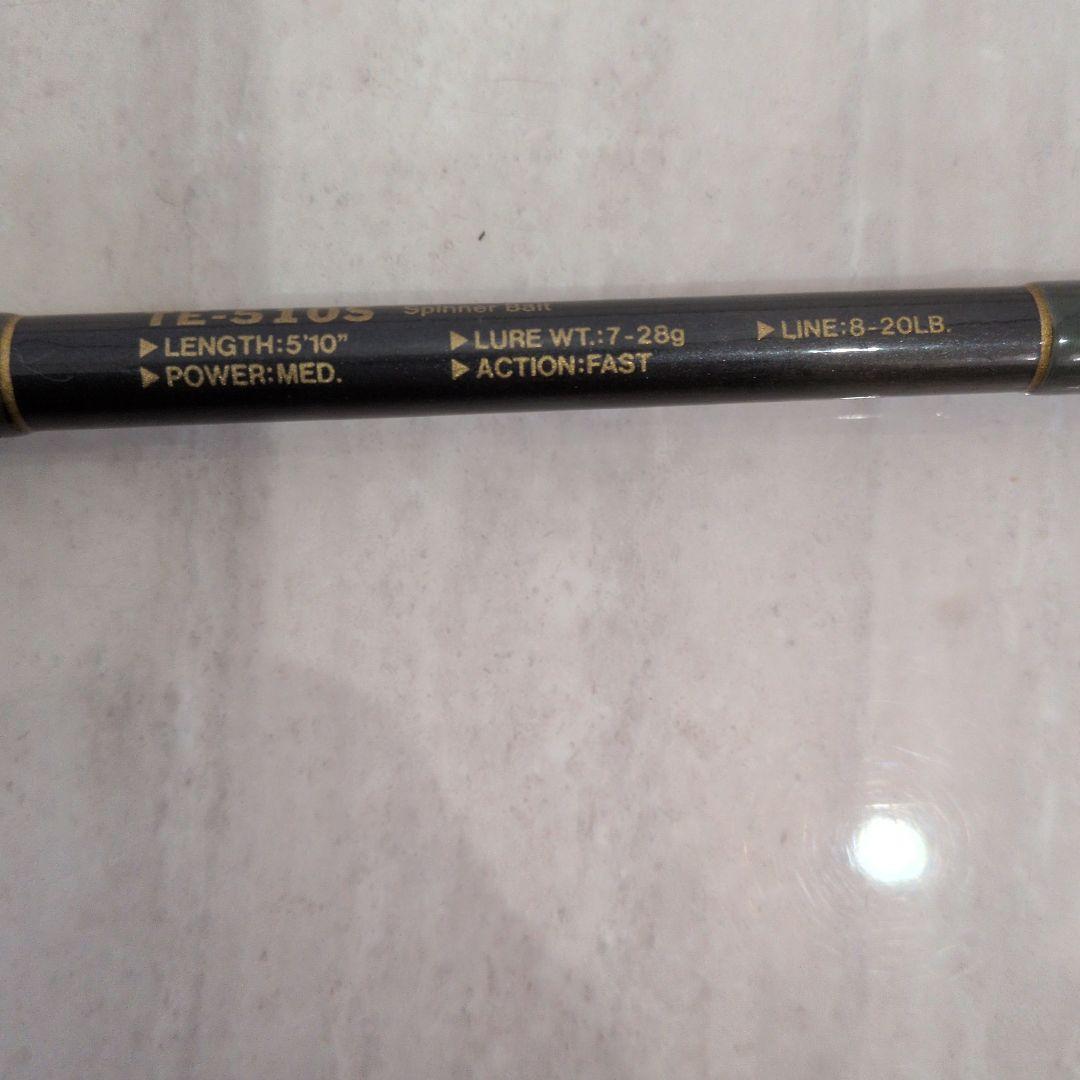 TE-510S Spinner Bait
▶LENGTH:5'10" ▶LURE WT.:7-28g ▶LINE:8-20LB.
▶POWER:MED. ▶ACTION:FAST